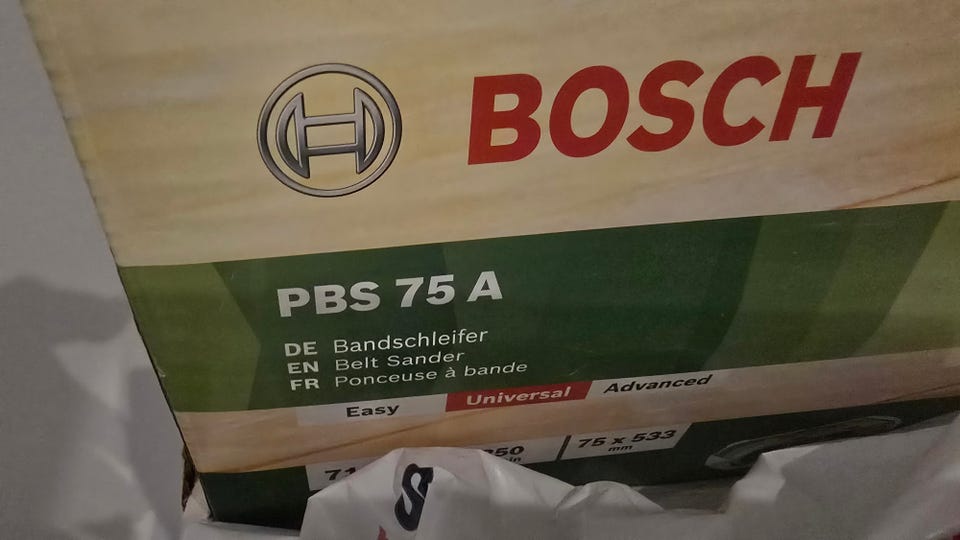 BOSCH
PBS 75 A
DE Bandschleifer
EN Belt Sander
FR Ponceuse à bande
Easy Universal Advanced
75 x 533
mm
S